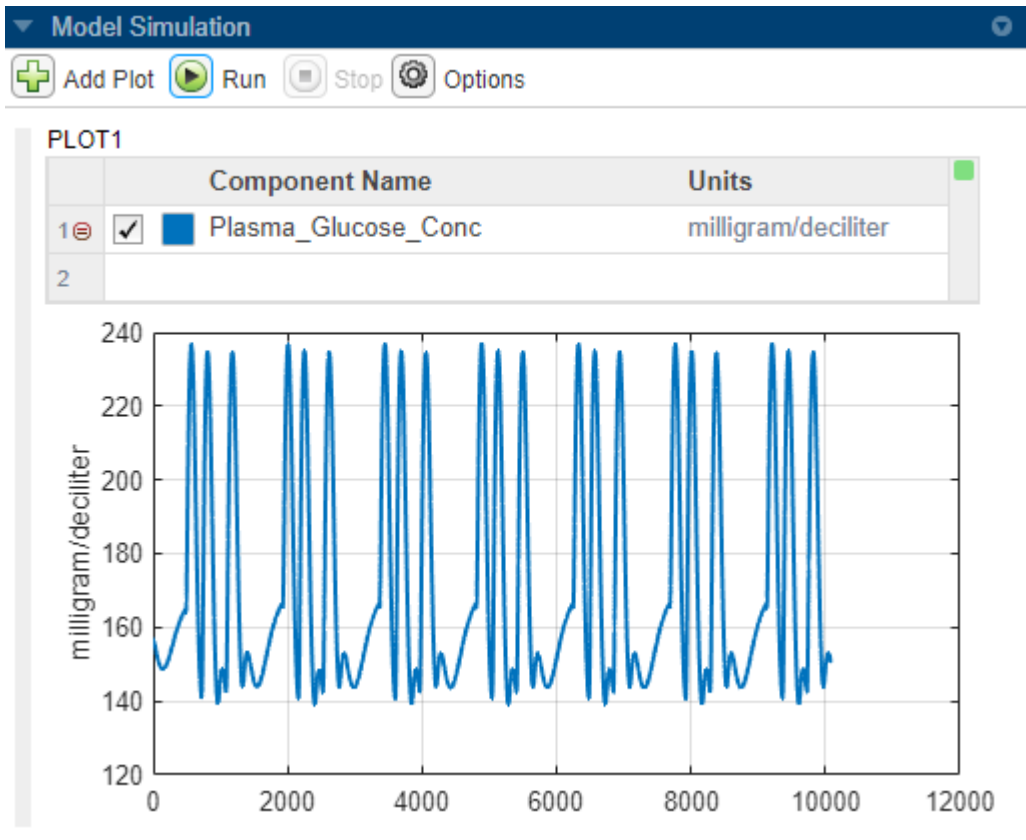 Model Simulation
Add Plot Run Stop Options
PLOT1
Component Name Units
1 Plasma_Glucose_Conc milligram/deciliter
2
240
220
200
180
160
140
120
milligram/deciliter
0 2000 4000 6000 8000 10000 12000